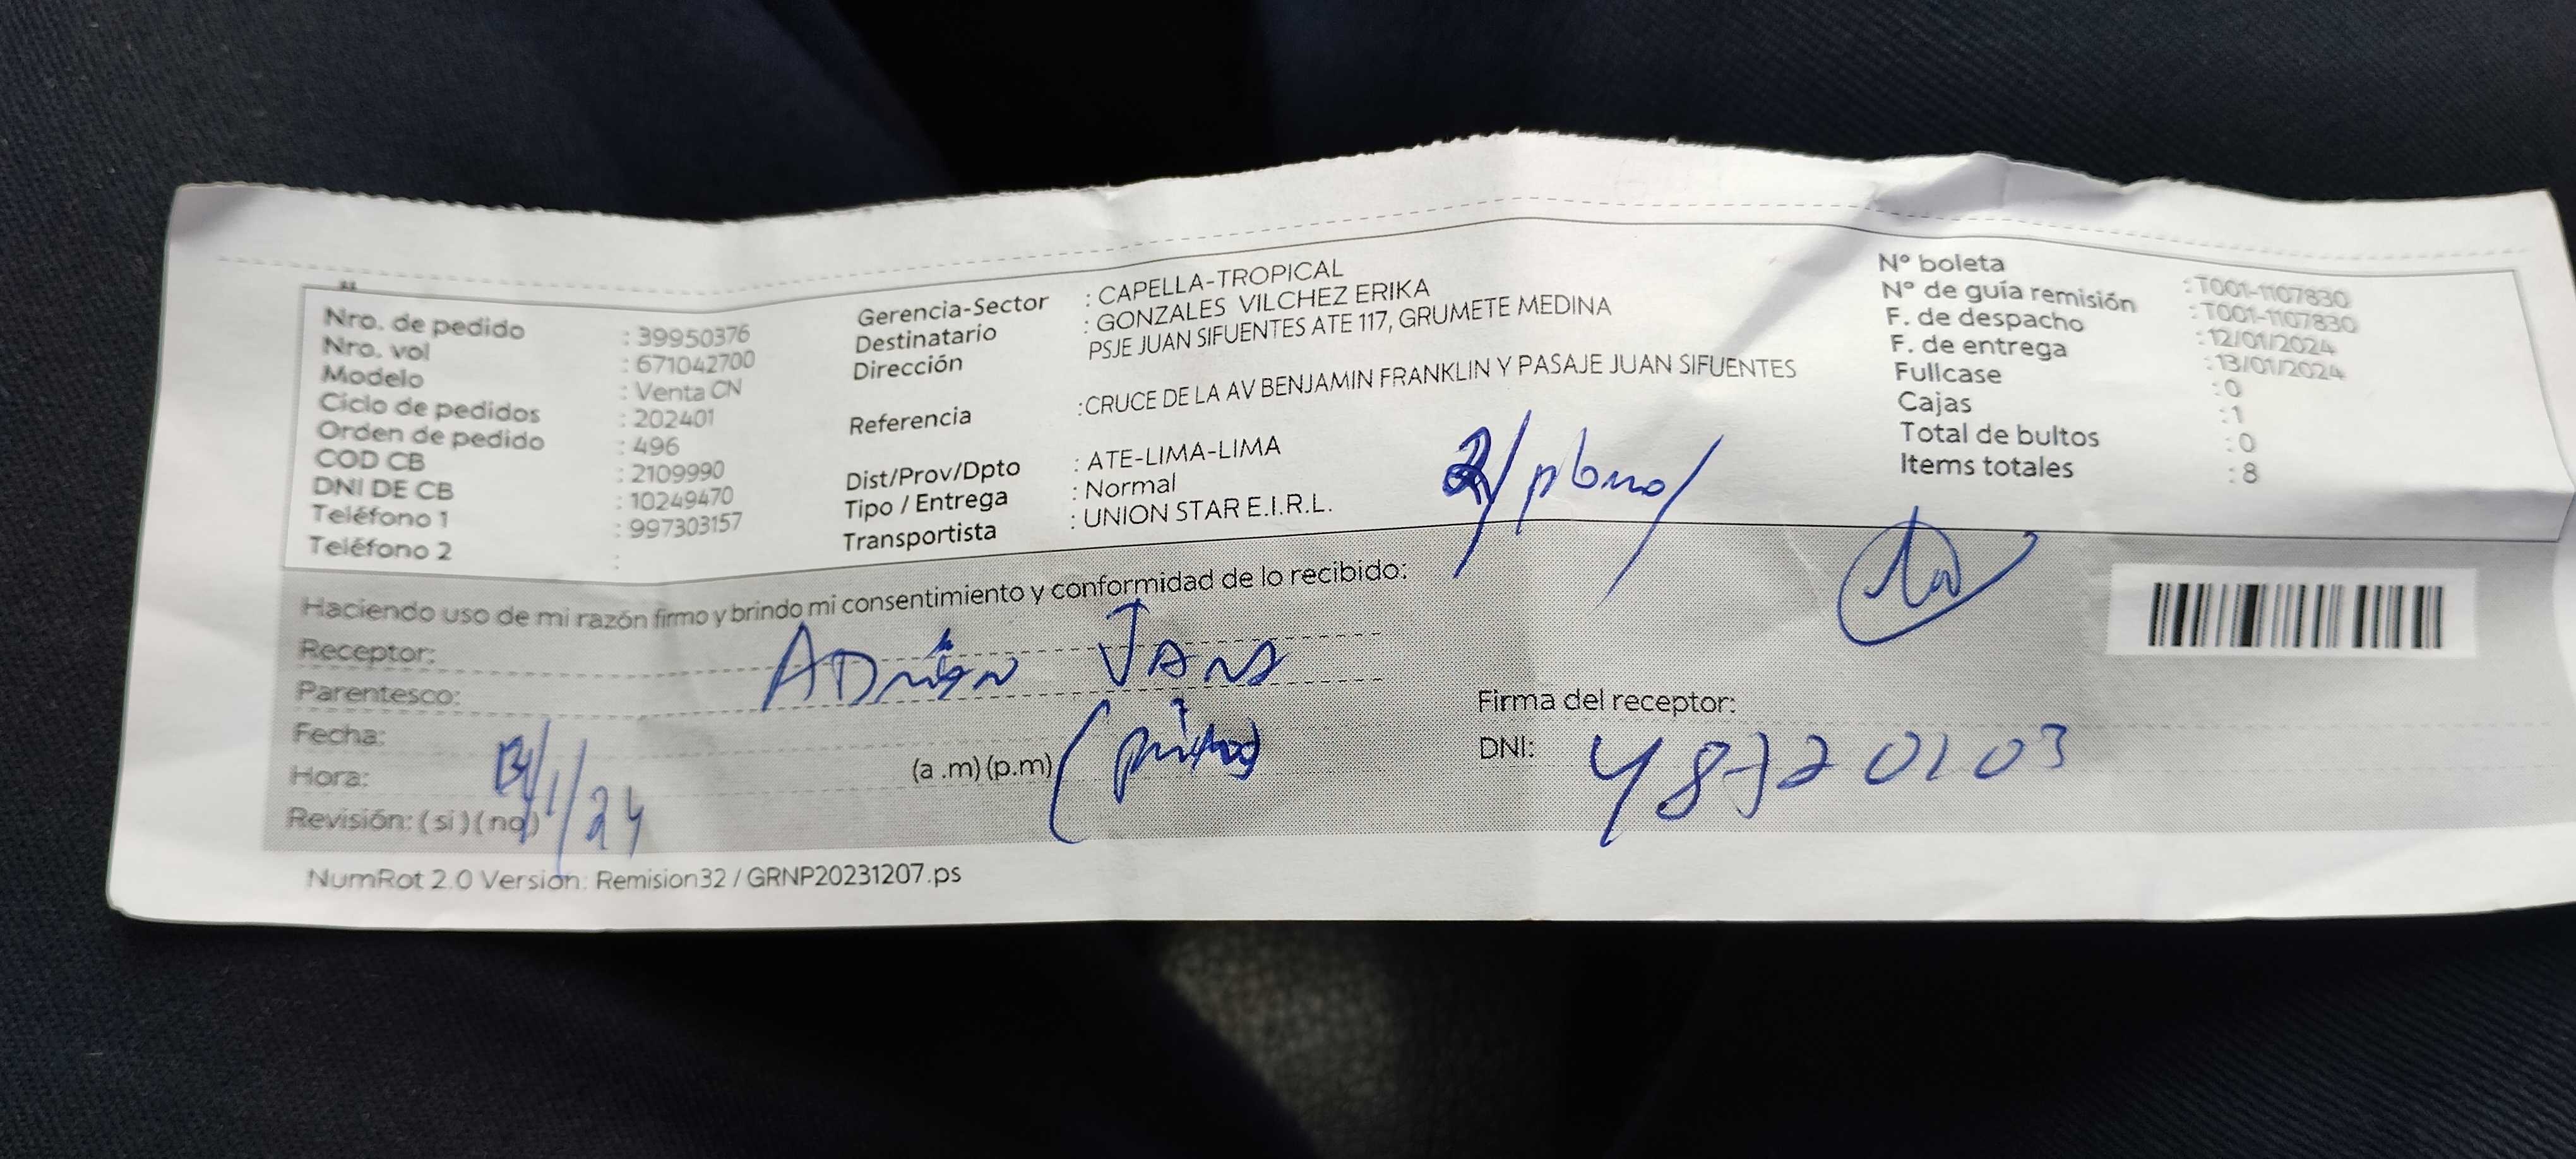 Nro. de pedido : 39950376
Nro. vol : 671042700
Modelo : Venta CN
Ciclo de pedidos : 202401
Orden de pedido : 496
COD CB : 2109990
DNI DE CB : 10249470
Teléfono 1 : 997303157
Teléfono 2 :
Gerencia-Sector : CAPELLA-TROPICAL
Destinatario : GONZALES VILCHEZ ERIKA
Dirección PSJE JUAN SIFUENTES ATE 117, GRUMETE MEDINA
Referencia : CRUCE DE LA AV BENJAMIN FRANKLIN Y PASAJE JUAN SIFUENTES
Dist/Prov/Dpto : ATE-LIMA-LIMA
Tipo / Entrega : Normal
Transportista : UNION STAR E.I.R.L.
N° boleta : T001-1107830
N° de guía remisión : T001-1107830
F. de despacho : 12/01/2024
F. de entrega : 13/01/2024
Fullcase : 0
Cajas : 1
Total de bultos : 0
Items totales : 8
Haciendo uso de mi razón firmo y brindo mi consentimiento y conformidad de lo recibido:
Receptor: ADrián
Parentesco:
Fecha:
Hora: (a .m) (p.m)
Revisión: (si) (no)
Firma del receptor:
DNI: 48720103
NumRot 2.0 Version: Remision32 / GRNP20231207.ps